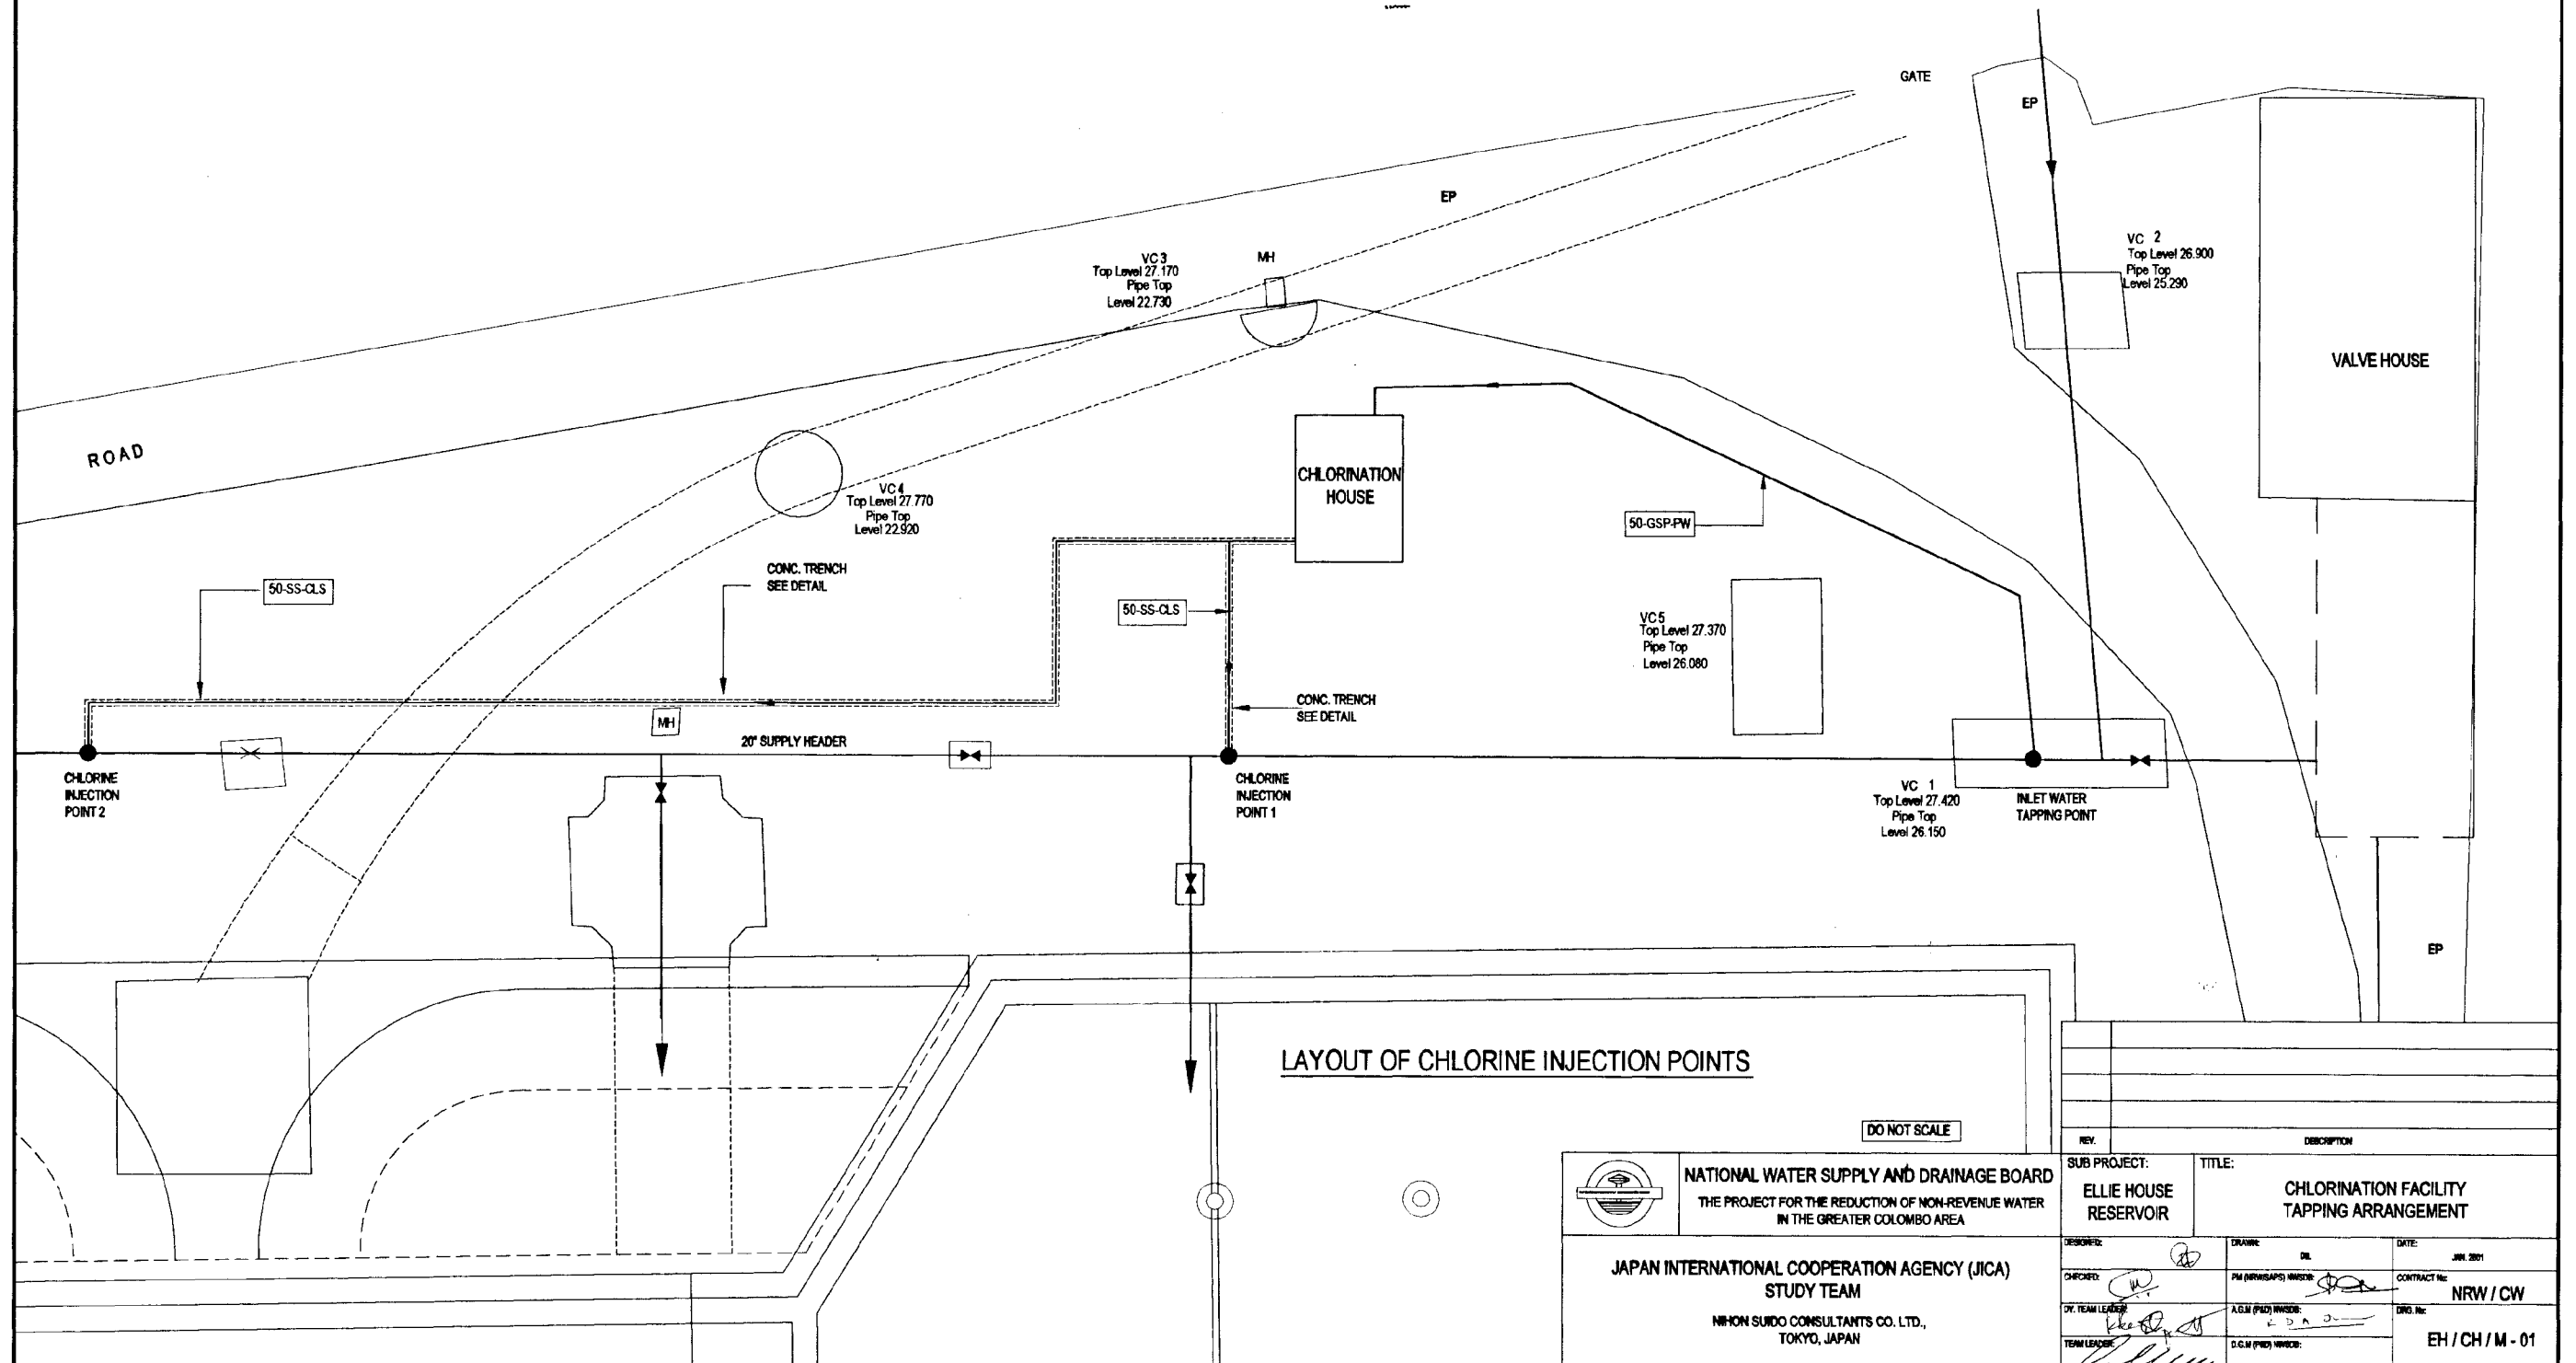 GATE
EP
EP
VC 2
Top Level 26.900
Pipe Top
Level 25.290
VC 3
Top Level 27.170
Pipe Top
Level 22.730
MH
VALVE HOUSE
ROAD
CHLORINATION
HOUSE
VC 4
Top Level 27.770
Pipe Top
Level 22.920
50-GSP-PW
50-SS-CLS
CONC. TRENCH
SEE DETAIL
50-SS-CLS
VC 5
Top Level 27.370
Pipe Top
Level 26.080
CONC. TRENCH
SEE DETAIL
MH
20" SUPPLY HEADER
CHLORINE
INJECTION
POINT 2
CHLORINE
INJECTION
POINT 1
VC 1
Top Level 27.420
Pipe Top
Level 26.150
INLET WATER
TAPPING POINT
EP
LAYOUT OF CHLORINE INJECTION POINTS
DO NOT SCALE
REV.
DESCRIPTION
NATIONAL WATER SUPPLY AND DRAINAGE BOARD
THE PROJECT FOR THE REDUCTION OF NON-REVENUE WATER
IN THE GREATER COLOMBO AREA
SUB PROJECT:
ELLIE HOUSE
RESERVOIR
TITLE:
CHLORINATION FACILITY
TAPPING ARRANGEMENT
JAPAN INTERNATIONAL COOPERATION AGENCY (JICA)
STUDY TEAM
NIHON SUIDO CONSULTANTS CO. LTD.,
TOKYO, JAPAN
DESIGNED:
DRAWN:
DATE:
JAN. 2001
CHECKED:
CONTRACT No:
NRW / CW
DY. TEAM LEADER:
A.G.M (P&D) NWSDB:
DRG. No:
EH / CH / M - 01
TEAM LEADER:
D.G.M (P&D) NWSDB: